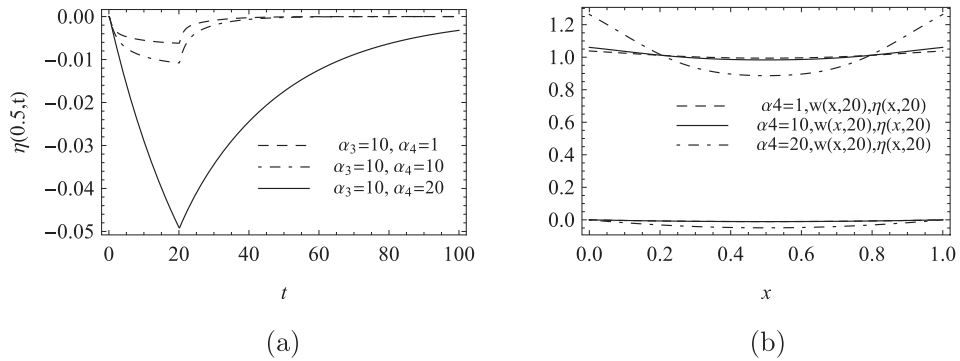 0.00
−0.01
−0.02
−0.03
−0.04
−0.05
η(0.5,t)
α₃=10, α₄=1
α₃=10, α₄=10
α₃=10, α₄=20
0 20 40 60 80 100
t
(a)
1.2
1.0
0.8
0.6
0.4
0.2
0.0
α4=1,w(x,20),η(x,20)
α4=10,w(x,20),η(x,20)
α4=20,w(x,20),η(x,20)
0.0 0.2 0.4 0.6 0.8 1.0
x
(b)